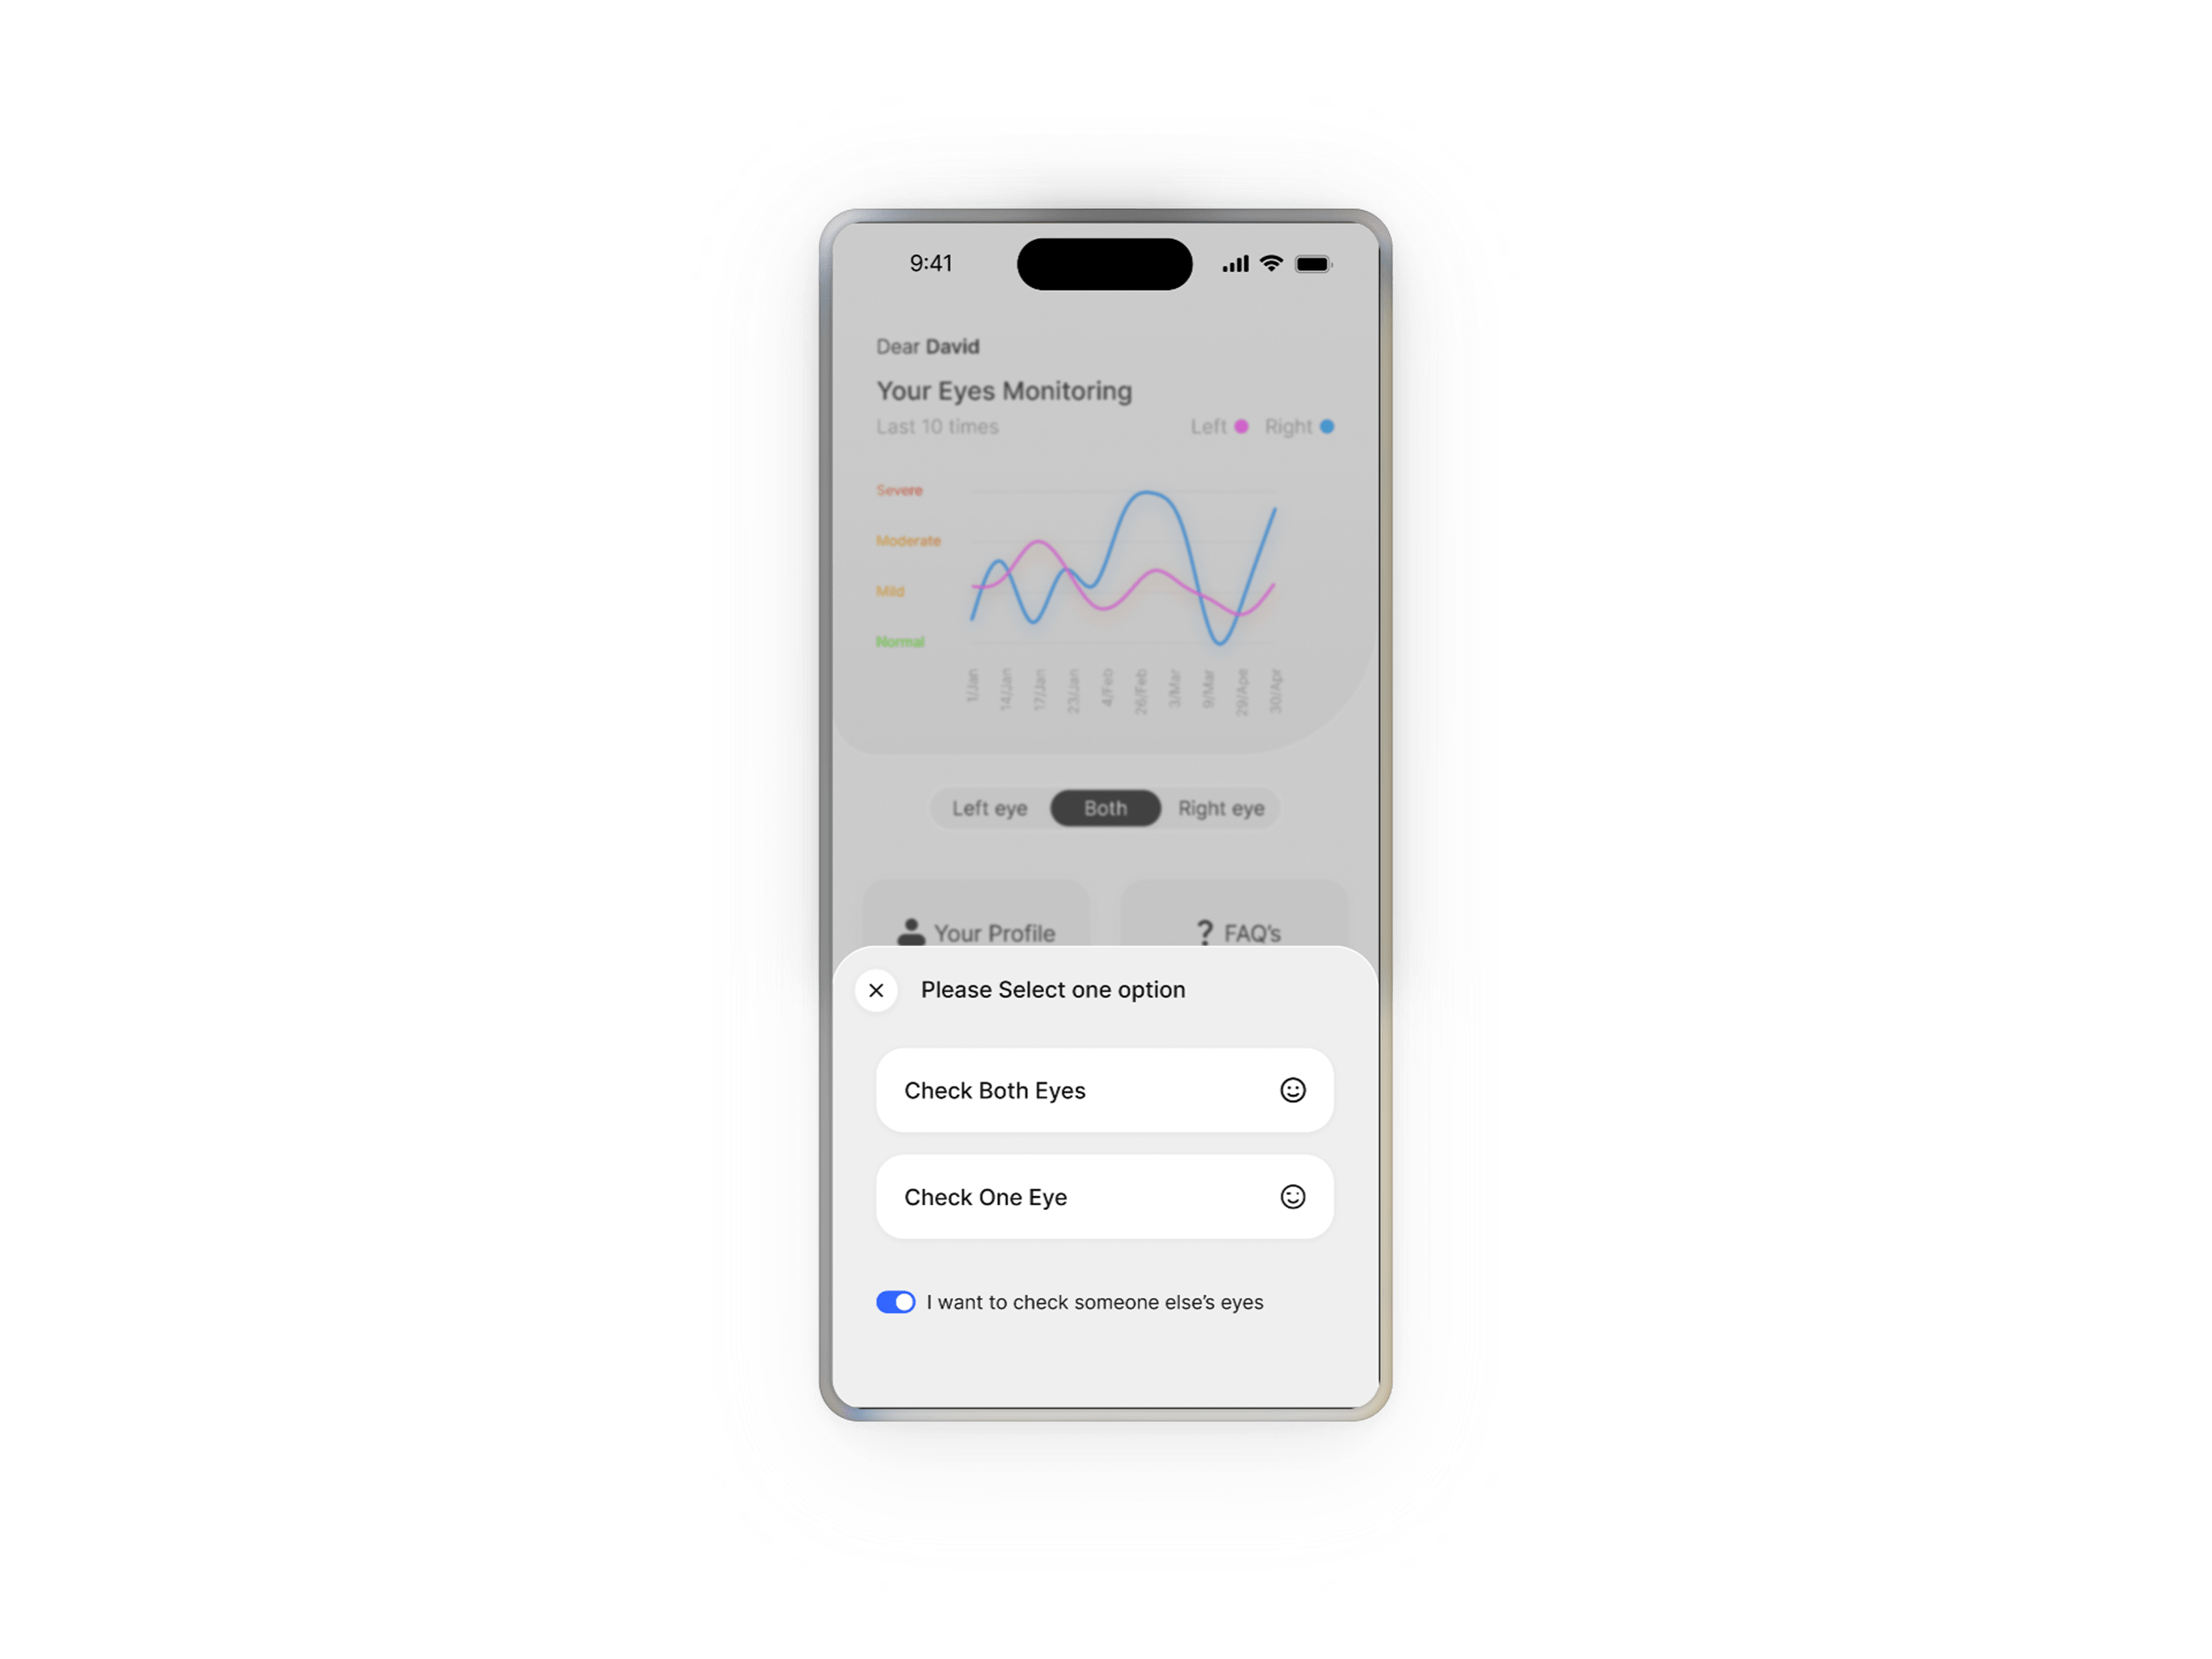 9:41
Dear David
Your Eyes Monitoring
Last 10 times
Left Right
Severe
Moderate
Mild
Normal
1/Jan 14/Jan 17/Jan 23/Jan 4/Feb 26/Feb 3/Mar 9/Mar 29/Ape 30/Apr
Left eye Both Right eye
Your Profile ? FAQ’s
Please Select one option
Check Both Eyes
Check One Eye
I want to check someone else’s eyes